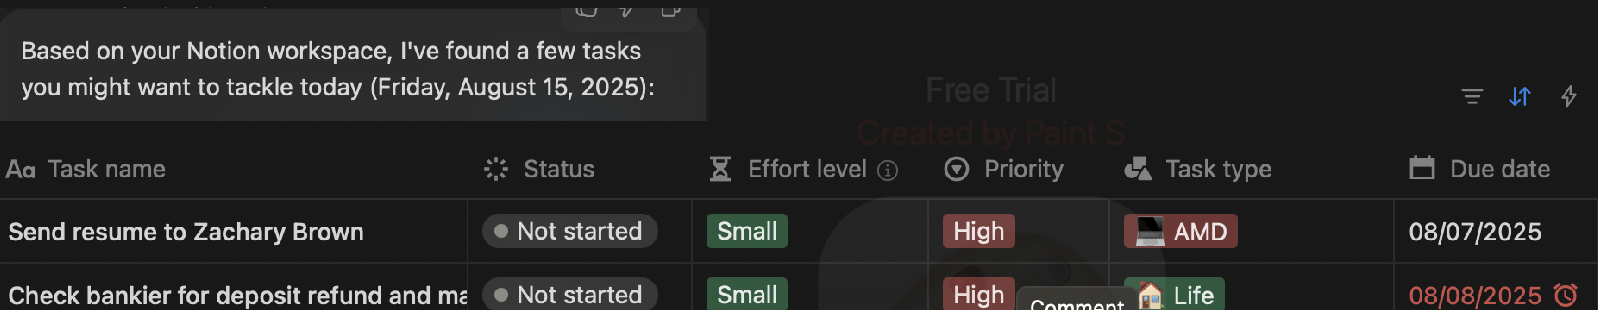 Based on your Notion workspace, I've found a few tasks
you might want to tackle today (Friday, August 15, 2025):
Free Trial
Created by Paint S
Aa Task name Status Effort level Priority Task type Due date
Send resume to Zachary Brown Not started Small High AMD 08/07/2025
Check bankier for deposit refund and ma Not started Small High Life 08/08/2025
Comment